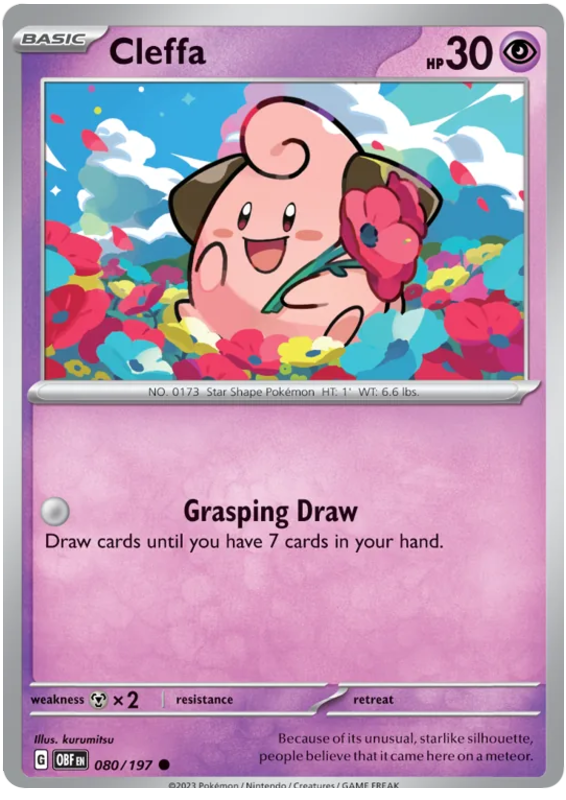 BASIC Cleffa HP 30
NO. 0173 Star Shape Pokémon HT: 1' WT: 6.6 lbs.
Grasping Draw
Draw cards until you have 7 cards in your hand.
weakness ×2 resistance retreat
Illus. kurumitsu
G OBF EN 080/197
Because of its unusual, starlike silhouette,
people believe that it came here on a meteor.
©2023 Pokémon / Nintendo / Creatures / GAME FREAK